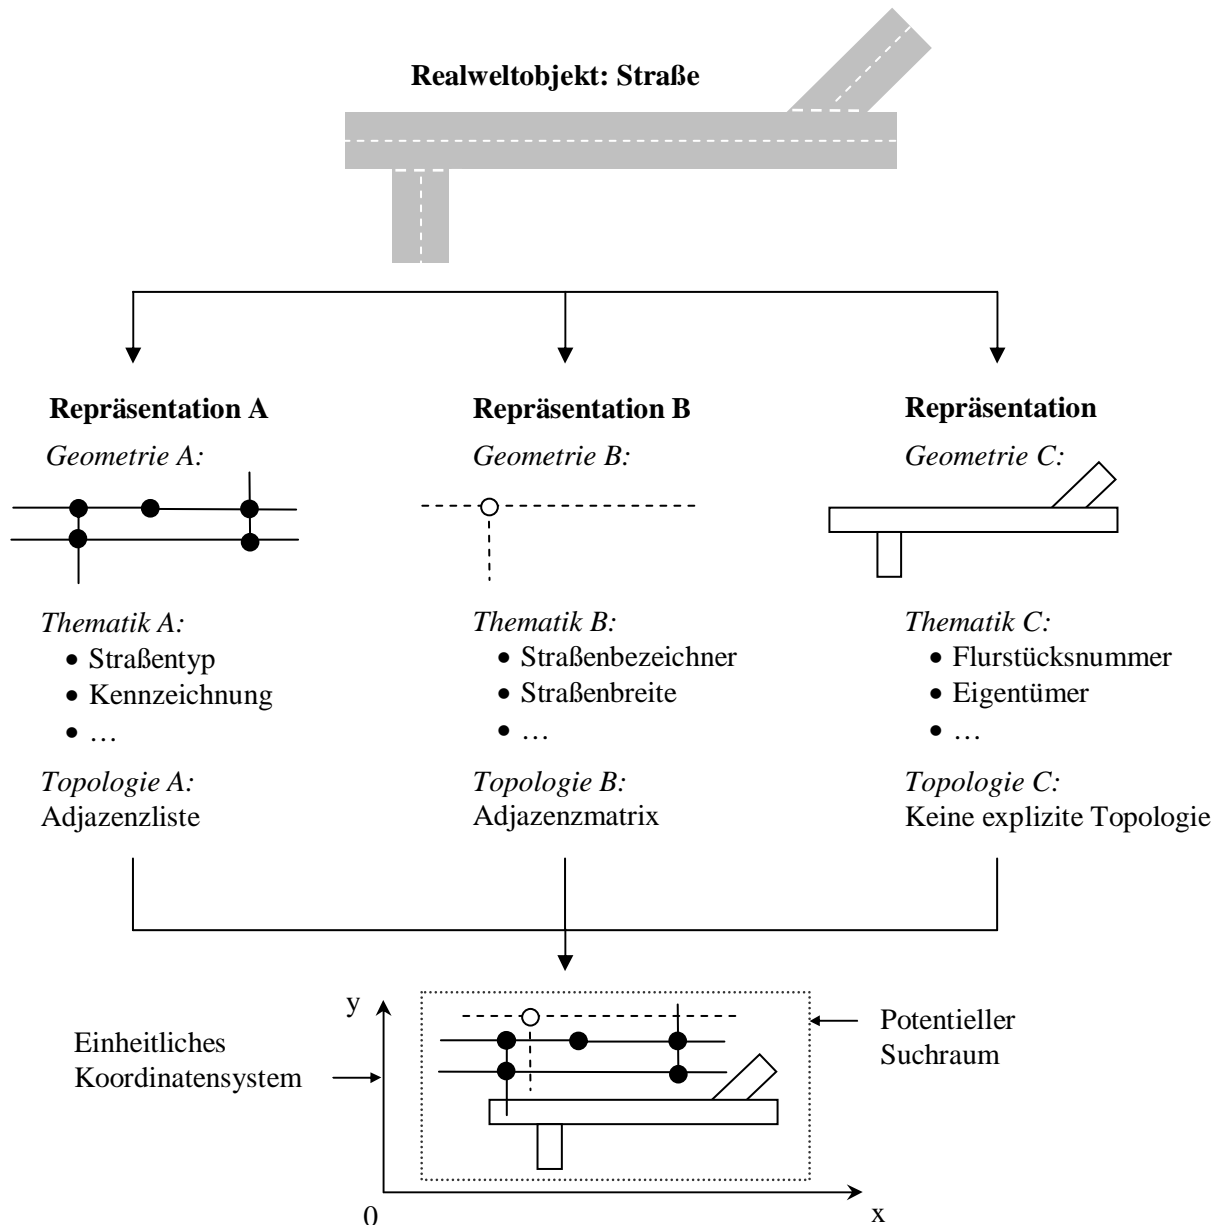 Realweltobjekt: Straße
Repräsentation A
Geometrie A:
Thematik A:
• Straßentyp
• Kennzeichnung
• …
Topologie A:
Adjazenzliste
Repräsentation B
Geometrie B:
Thematik B:
• Straßenbezeichner
• Straßenbreite
• …
Topologie B:
Adjazenzmatrix
Repräsentation
Geometrie C:
Thematik C:
• Flurstücksnummer
• Eigentümer
• …
Topologie C:
Keine explizite Topologie
Einheitliches
Koordinatensystem
y
Potentieller
Suchraum
0
x